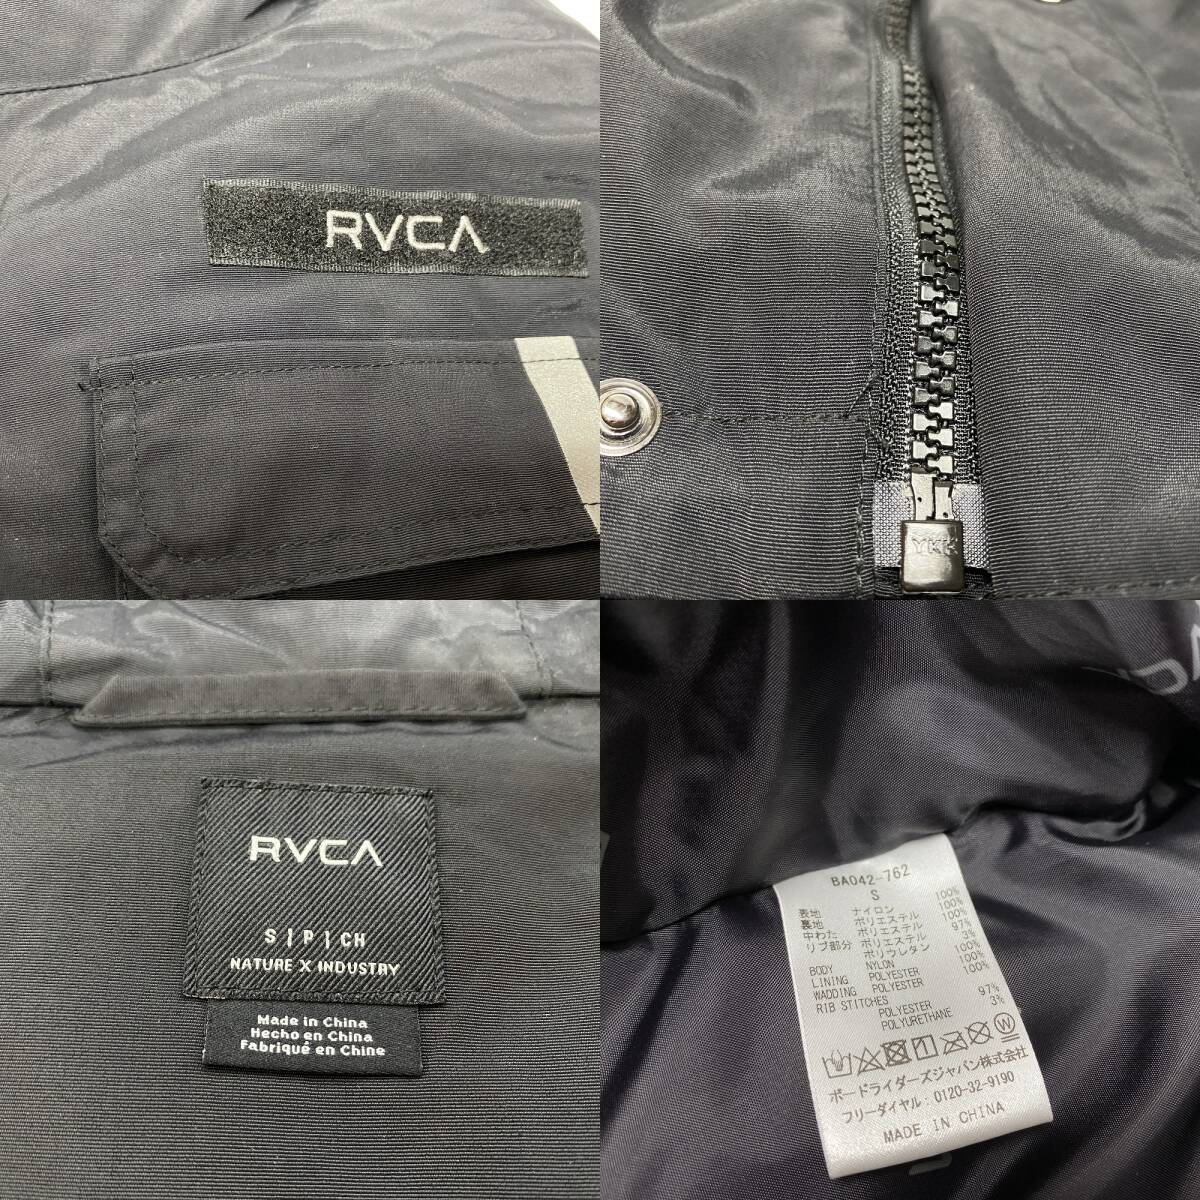 RVCA
YKK
RVCA
S | P | CH
NATURE X INDUSTRY
Made in China
Hecho en China
Fabriqué en Chine
BA042-762
S
表地 ナイロン 100%
裏地 ポリエステル 100%
中わた ポリエステル 100%
リブ部分 ポリエステル 97%
ポリウレタン 3%
BODY NYLON 100%
LINING POLYESTER 100%
WADDING POLYESTER 100%
RIB STITCHES
POLYESTER 97%
POLYURETHANE 3%
ボードライダーズジャパン株式会社
フリーダイヤル:0120-32-9190
MADE IN CHINA